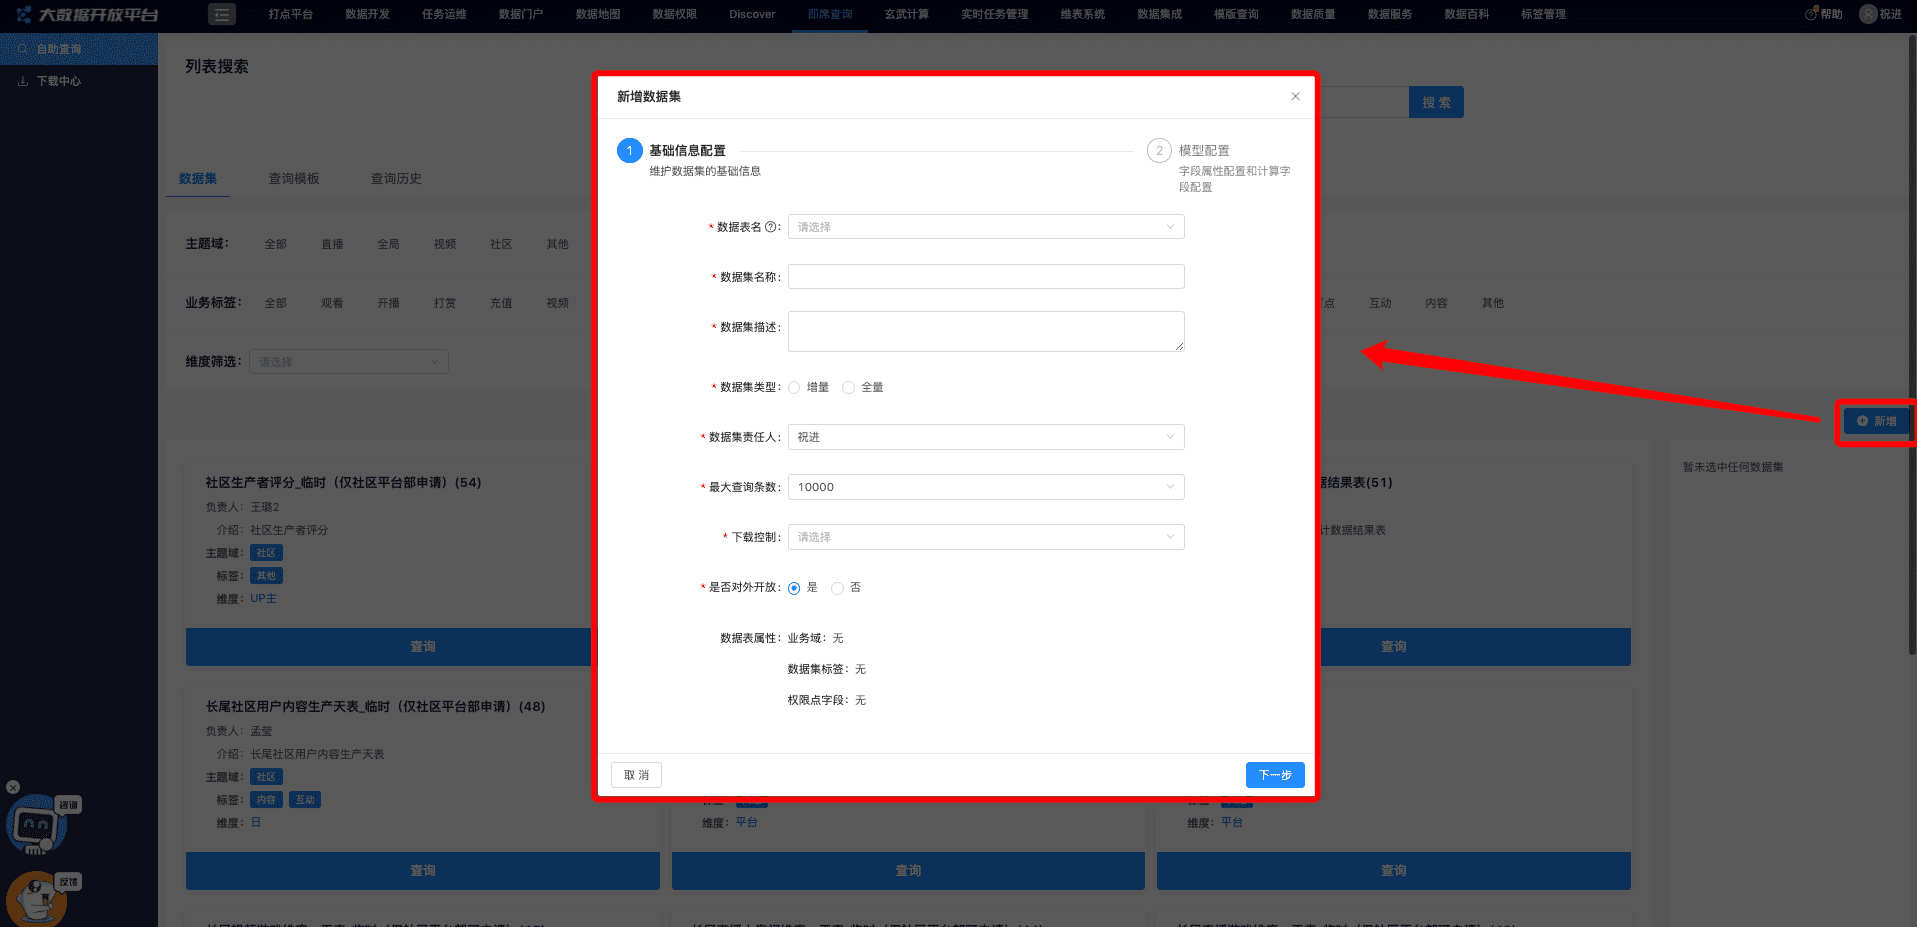 大数据开放平台
打点平台 数据开发 任务运维 数据门户 数据地图 数据权限 Discover 即席查询 玄武计算 实时任务管理 维表系统 数据集成 模版查询 数据质量 数据服务 数据百科 标签管理
帮助 祝进
自助查询
下载中心
列表搜索
搜 索
数据集 查询模板 查询历史
主题域： 全部 直播 全局 视频 社区 其他
业务标签： 全部 观看 开播 打赏 充值 视频
点 互动 内容 其他
维度筛选： 请选择
新增
暂未选中任何数据集
新增数据集
1 基础信息配置
维护数据集的基础信息
2 模型配置
字段属性配置和计算字
段配置
* 数据表名 ? : 请选择
* 数据集名称:
* 数据集描述:
* 数据集类型: 增量 全量
* 数据集责任人: 祝进
* 最大查询条数: 10000
* 下载控制: 请选择
* 是否对外开放: 是 否
数据表属性: 业务域：无
数据集标签：无
权限点字段：无
取 消
下一步
社区生产者评分_临时（仅社区平台部申请）(54)
负责人：王璐2
介绍：社区生产者评分
主题域： 社区
标签： 其他
维度：UP主
查询
结果表(51)
计数据结果表
查询
长尾社区用户内容生产天表_临时（仅社区平台部申请）(48)
负责人：孟莹
介绍：长尾社区用户内容生产天表
主题域： 社区
标签： 内容 互动
维度：日
查询
维度：平台
查询
维度：平台
查询
咨询
反馈